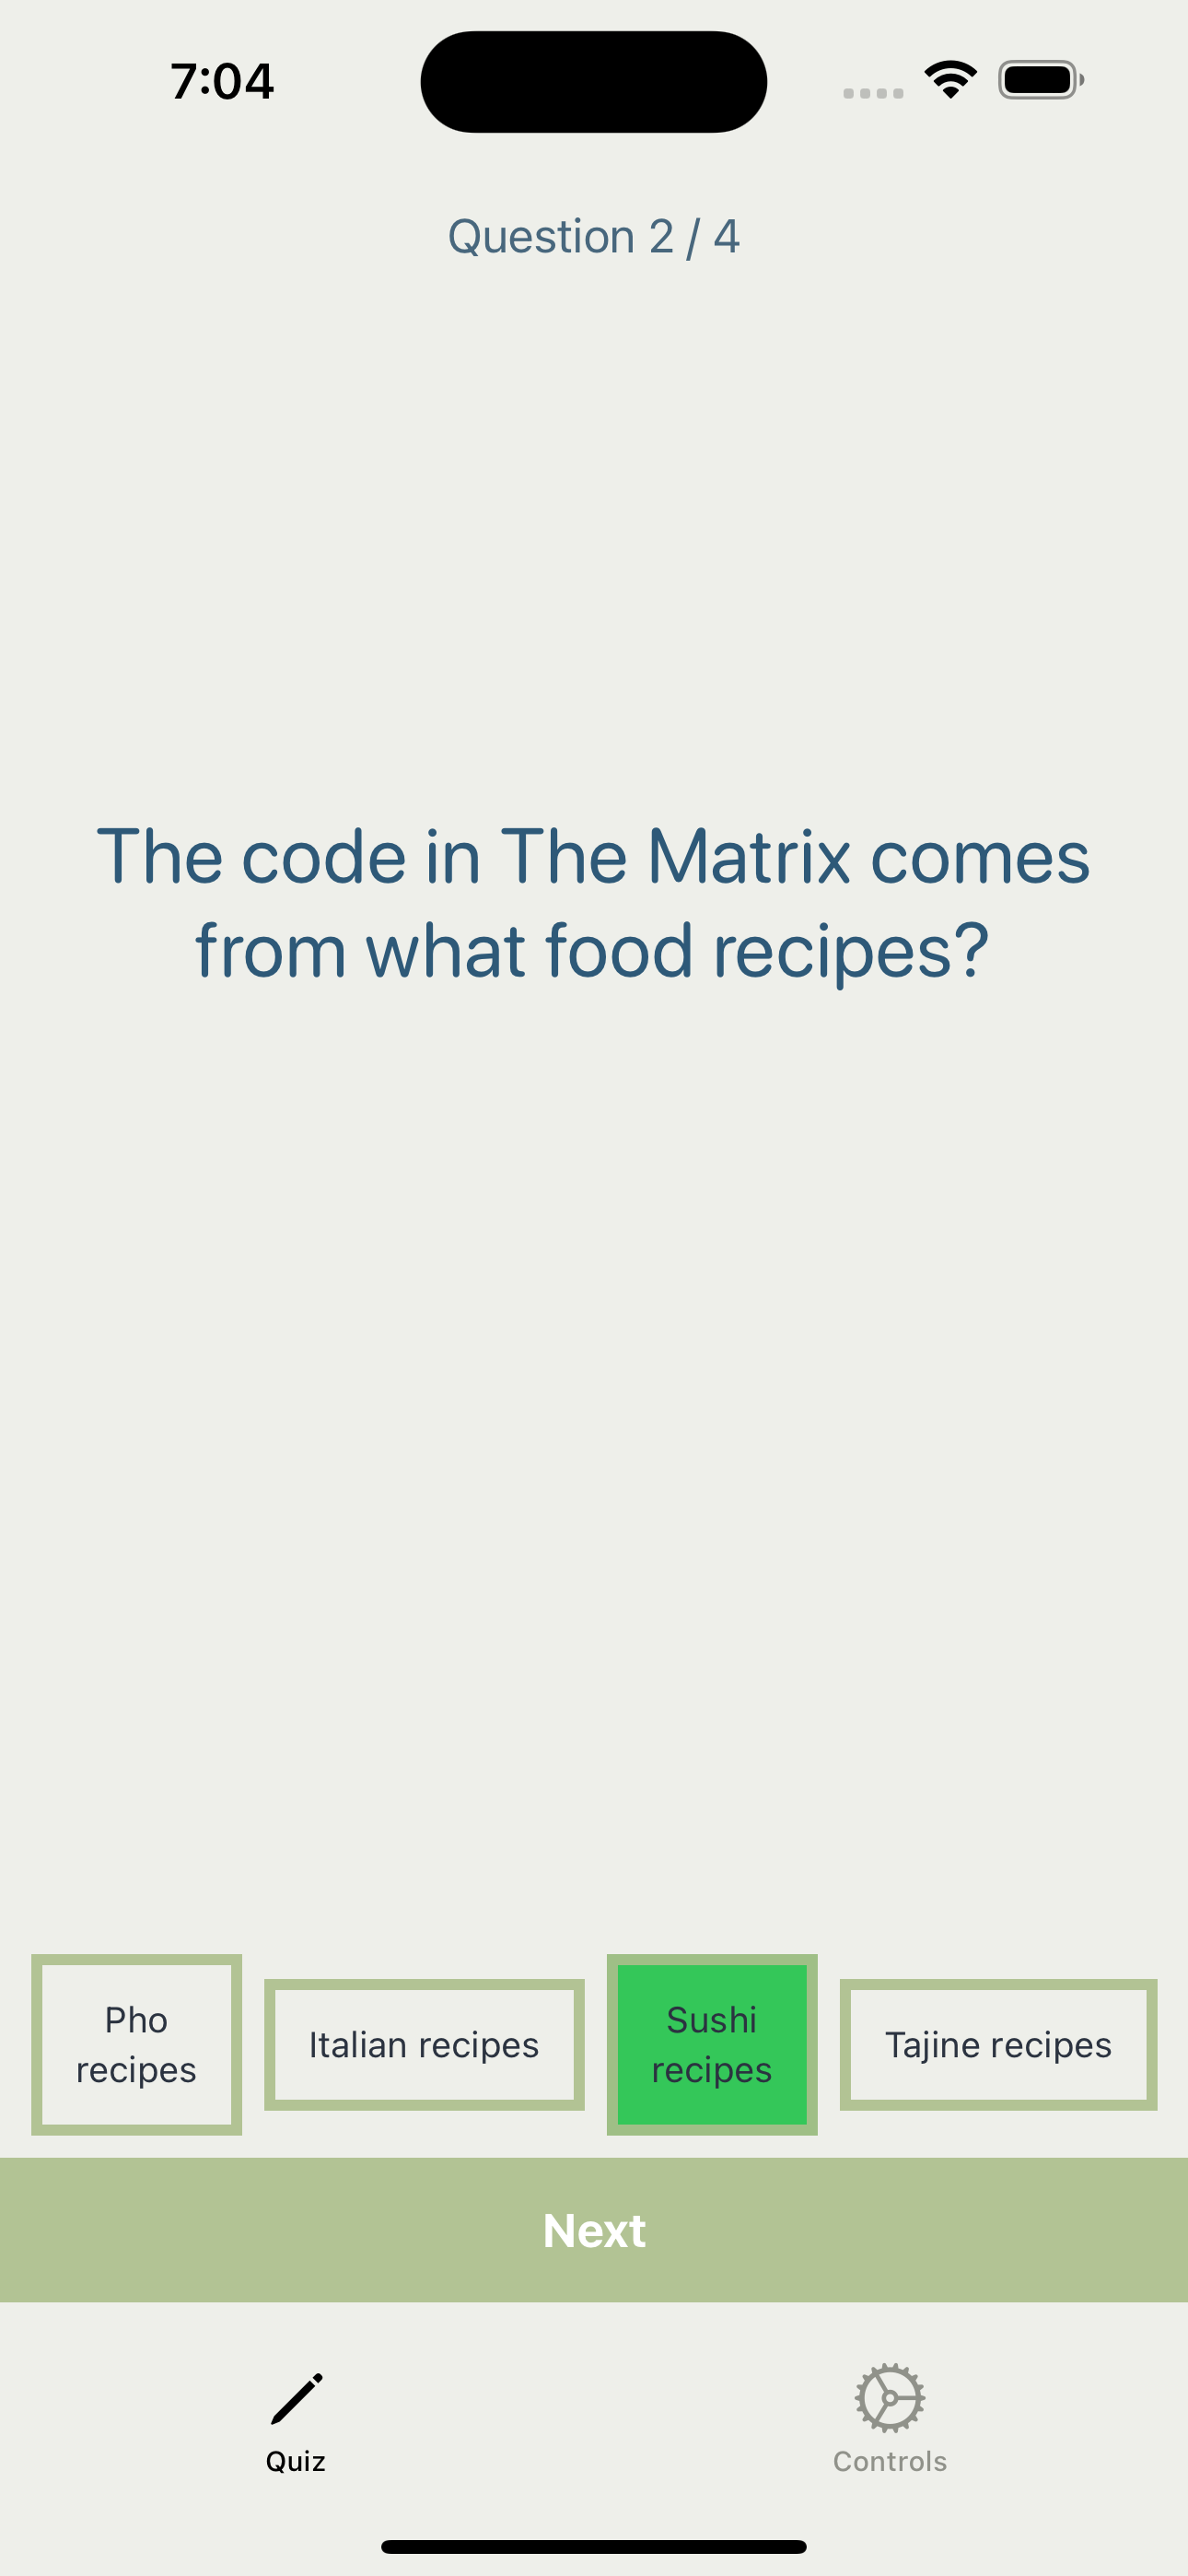 7:04
Question 2 / 4
The code in The Matrix comes
from what food recipes?
Pho
recipes
Italian recipes
Sushi
recipes
Tajine recipes
Next
Quiz
Controls